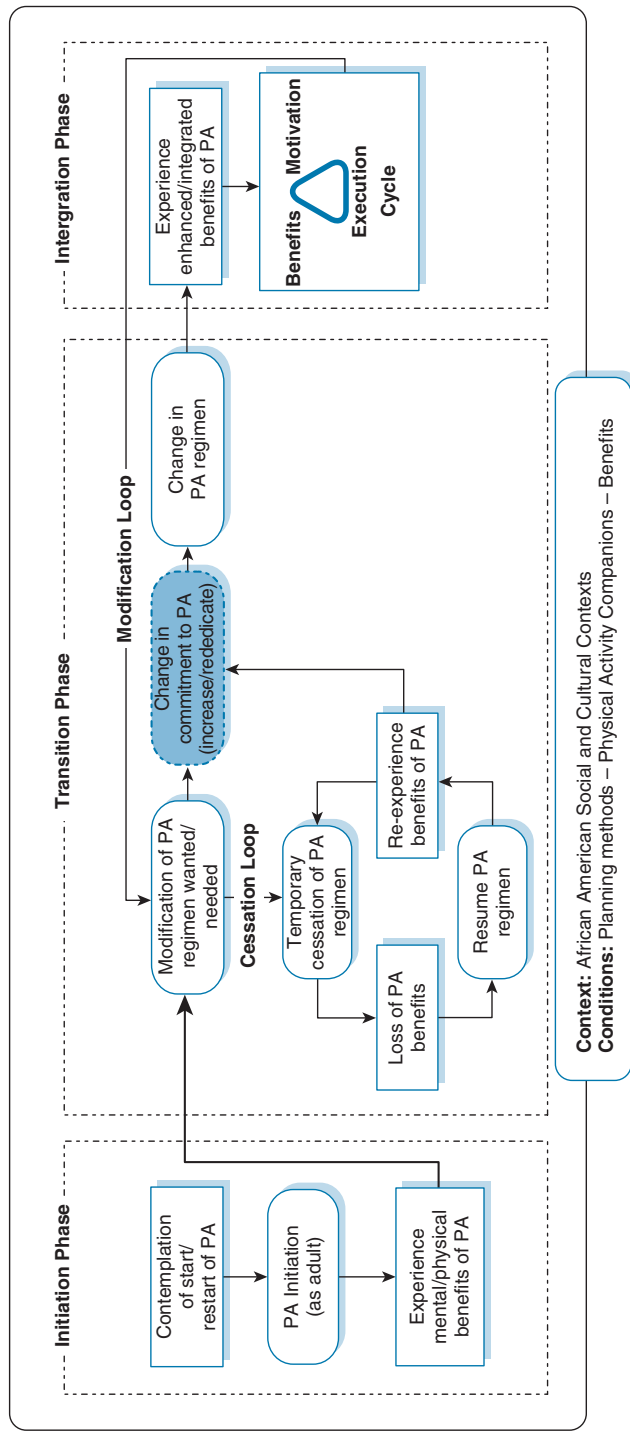 Initiation Phase
Contemplation
of start/
restart of PA
PA Initiation
(as adult)
Experience
mental/physical
benefits of PA
Transition Phase
Modification Loop
Modification of PA
regimen wanted/
needed
Change in
commitment to PA
(increase/rededicate)
Change in
PA regimen
Cessation Loop
Temporary
cessation of PA
regimen
Re-experience
benefits of PA
Loss of PA
benefits
Resume PA
regimen
Intergration Phase
Experience
enhanced/integrated
benefits of PA
Benefits Motivation
Execution
Cycle
Context: African American Social and Cultural Contexts
Conditions: Planning methods – Physical Activity Companions – Benefits